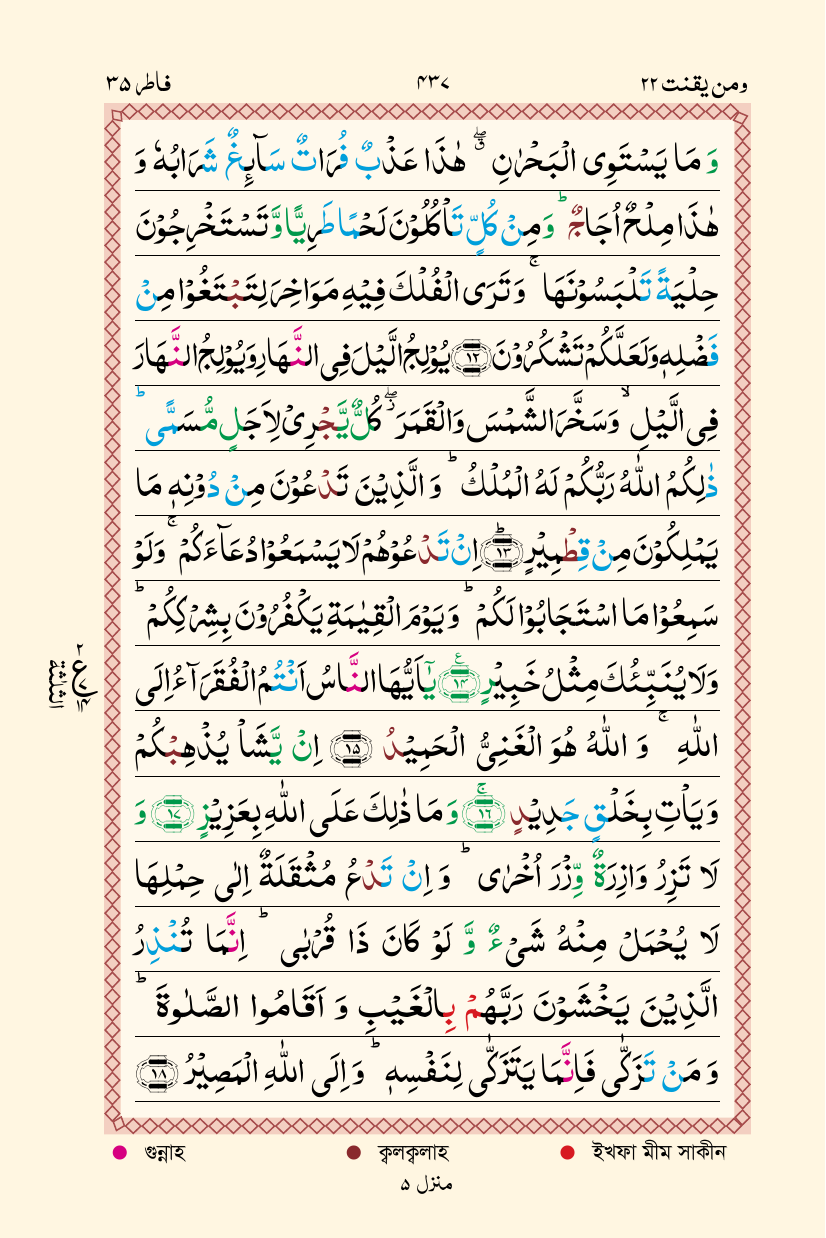 ومن يقنت ٢٢ ٤٣٧ فاطر ٣٥
وَ مَا يَسْتَوِى الْبَحْرٰنِ ۖۗ هٰذَا عَذْبٌ فُرَاتٌ سَآىِٕغٌ شَرَابُهٗ وَ
هٰذَا مِلْحٌ اُجَاجٌ ؕ وَمِنْ كُلٍّ تَاْكُلُوْنَ لَحْمًا طَرِيًّا وَّ تَسْتَخْرِجُوْنَ
حِلْيَةً تَلْبَسُوْنَهَا ۚ وَ تَرَى الْفُلْكَ فِيْهِ مَوَاخِرَ لِتَبْتَغُوْا مِنْ
فَضْلِهٖ وَلَعَلَّكُمْ تَشْكُرُوْنَ ﴿١٢﴾ يُوْلِجُ الَّيْلَ فِى النَّهَارِ وَيُوْلِجُ النَّهَارَ
فِى الَّيْلِ ۙ وَسَخَّرَ الشَّمْسَ وَالْقَمَرَ ۖؗ كُلٌّ يَّجْرِىْ لِاَجَلٍ مُّسَمًّى ؕ
ذٰلِكُمُ اللّٰهُ رَبُّكُمْ لَهُ الْمُلْكُ ؕ وَ الَّذِيْنَ تَدْعُوْنَ مِنْ دُوْنِهٖ مَا
يَمْلِكُوْنَ مِنْ قِطْمِيْرٍ ؕ﴿١٣﴾ اِنْ تَدْعُوْهُمْ لَا يَسْمَعُوْا دُعَآءَكُمْ ۚ وَلَوْ
سَمِعُوْا مَا اسْتَجَابُوْا لَكُمْ ؕ وَيَوْمَ الْقِيٰمَةِ يَكْفُرُوْنَ بِشِرْكِكُمْ ؕ
وَلَا يُنَبِّئُكَ مِثْلُ خَبِيْرٍ ﴿١٤﴾ يٰۤاَيُّهَا النَّاسُ اَنْتُمُ الْفُقَرَآءُ اِلَى
٢
ع
١٤
الثلثة
اللّٰهِ ۚ وَ اللّٰهُ هُوَ الْغَنِىُّ الْحَمِيْدُ ﴿١٥﴾ اِنْ يَّشَاْ يُذْهِبْكُمْ
وَيَاْتِ بِخَلْقٍ جَدِيْدٍ ۚ﴿١٦﴾ وَ مَا ذٰلِكَ عَلَى اللّٰهِ بِعَزِيْزٍ ﴿١٧﴾ وَ
لَا تَزِرُ وَازِرَةٌ وِّزْرَ اُخْرٰى ؕ وَ اِنْ تَدْعُ مُثْقَلَةٌ اِلٰى حِمْلِهَا
لَا يُحْمَلْ مِنْهُ شَىْءٌ وَّ لَوْ كَانَ ذَا قُرْبٰى ؕ اِنَّمَا تُنْذِرُ
الَّذِيْنَ يَخْشَوْنَ رَبَّهُمْ بِالْغَيْبِ وَ اَقَامُوا الصَّلٰوةَ ؕ
وَ مَنْ تَزَكّٰى فَاِنَّمَا يَتَزَكّٰى لِنَفْسِهٖ ؕ وَاِلَى اللّٰهِ الْمَصِيْرُ ﴿١٨﴾
গুন্নাহ ক্বলক্বলাহ ইখফা মীম সাকীন
منزل ٥